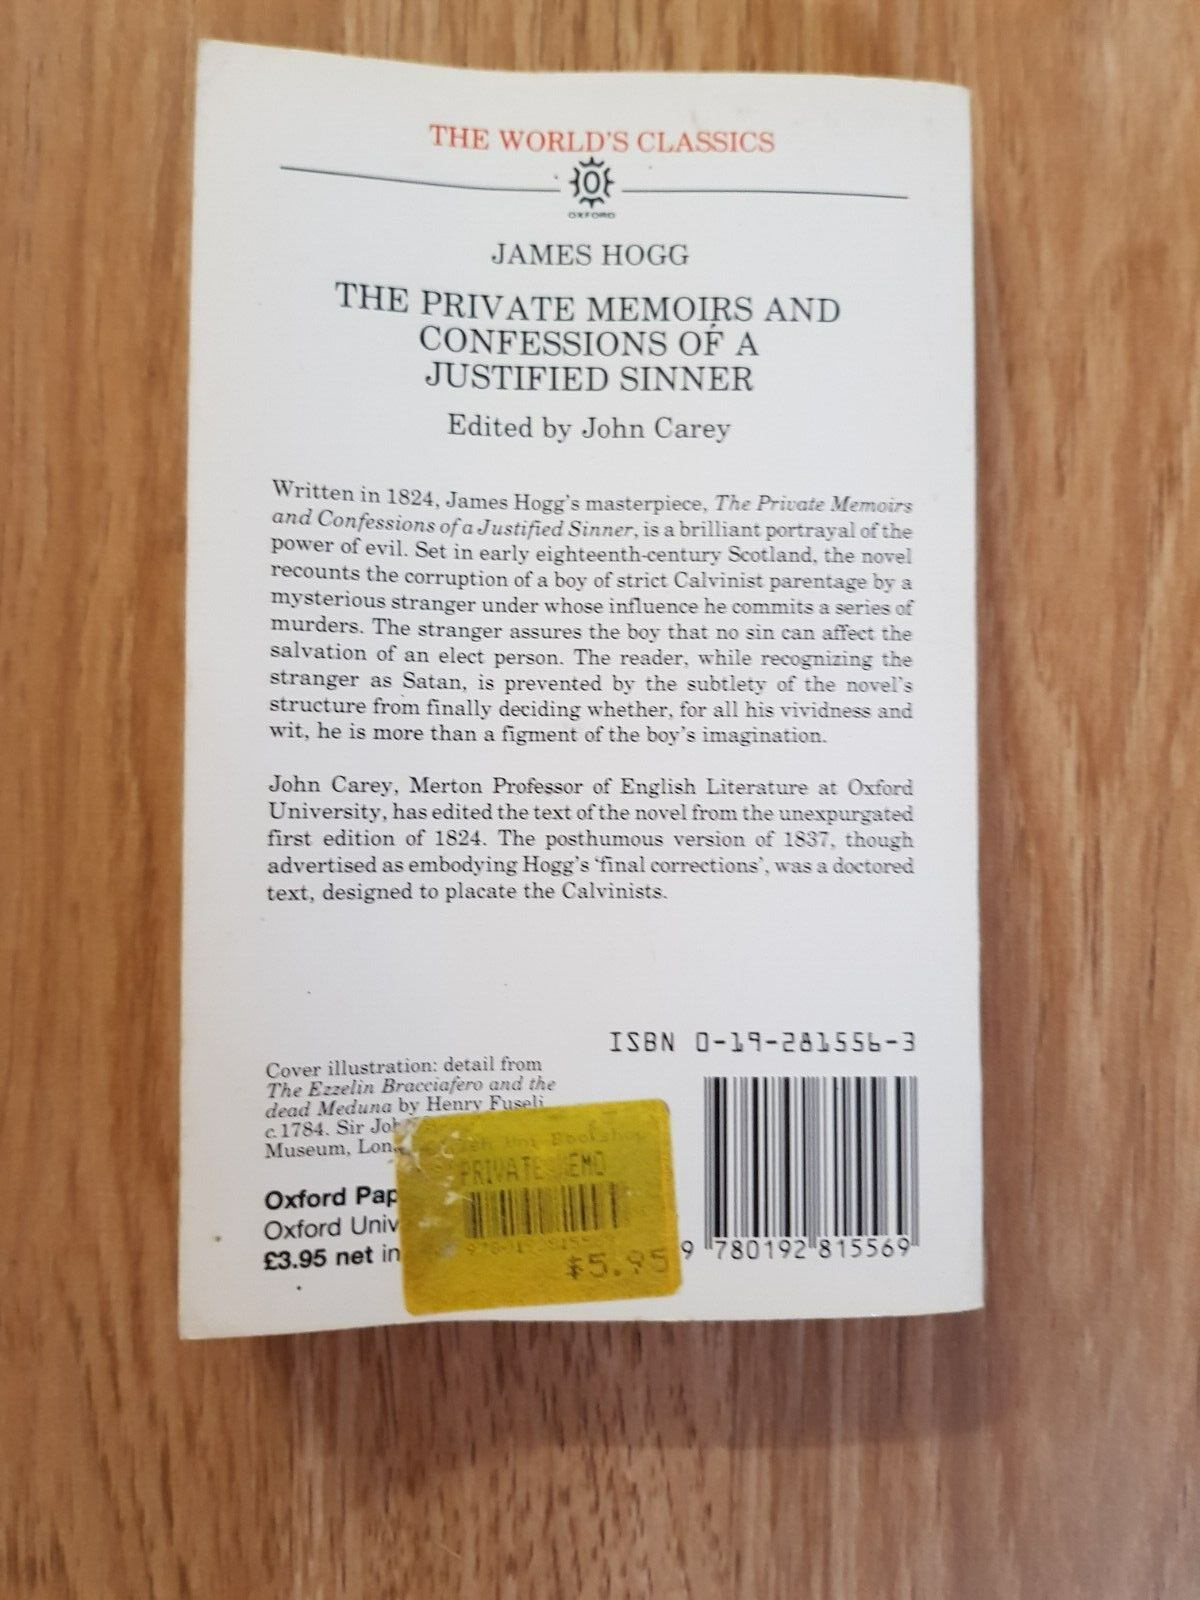 THE WORLD'S CLASSICS
O
OXFORD
JAMES HOGG
THE PRIVATE MEMOIRS AND
CONFESSIONS OF A
JUSTIFIED SINNER
Edited by John Carey
Written in 1824, James Hogg's masterpiece, The Private Memoirs
and Confessions of a Justified Sinner, is a brilliant portrayal of the
power of evil. Set in early eighteenth-century Scotland, the novel
recounts the corruption of a boy of strict Calvinist parentage by a
mysterious stranger under whose influence he commits a series of
murders. The stranger assures the boy that no sin can affect the
salvation of an elect person. The reader, while recognizing the
stranger as Satan, is prevented by the subtlety of the novel's
structure from finally deciding whether, for all his vividness and
wit, he is more than a figment of the boy's imagination.
John Carey, Merton Professor of English Literature at Oxford
University, has edited the text of the novel from the unexpurgated
first edition of 1824. The posthumous version of 1837, though
advertised as embodying Hogg's 'final corrections', was a doctored
text, designed to placate the Calvinists.
ISBN 0-19-281556-3
Cover illustration: detail from
The Ezzelin Bracciafero and the
dead Meduna by Henry Fuseli
c.1784. Sir
Museum,
Oxford
Oxford
£3.95 net in
Bookshop
PRIVATE
$5.95
9 780192 815569